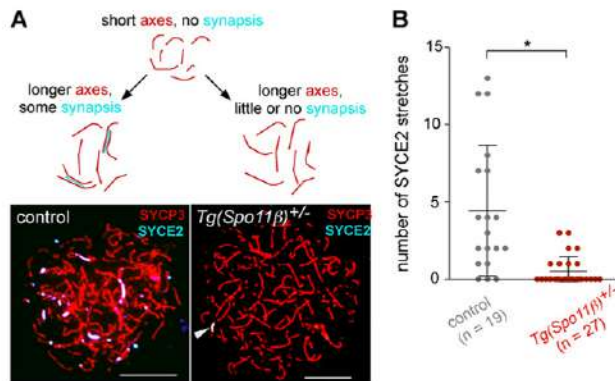 A
short axes, no synapsis
longer axes,
some synapsis
longer axes,
little or no synapsis
control
SYCP3
SYCE2
Tg(Spo11β)+/-
SYCP3
SYCE2
B
*
number of SYCE2 stretches
15
10
5
0
control
(n = 19)
Tg(Spo11β)+/-
(n = 27)